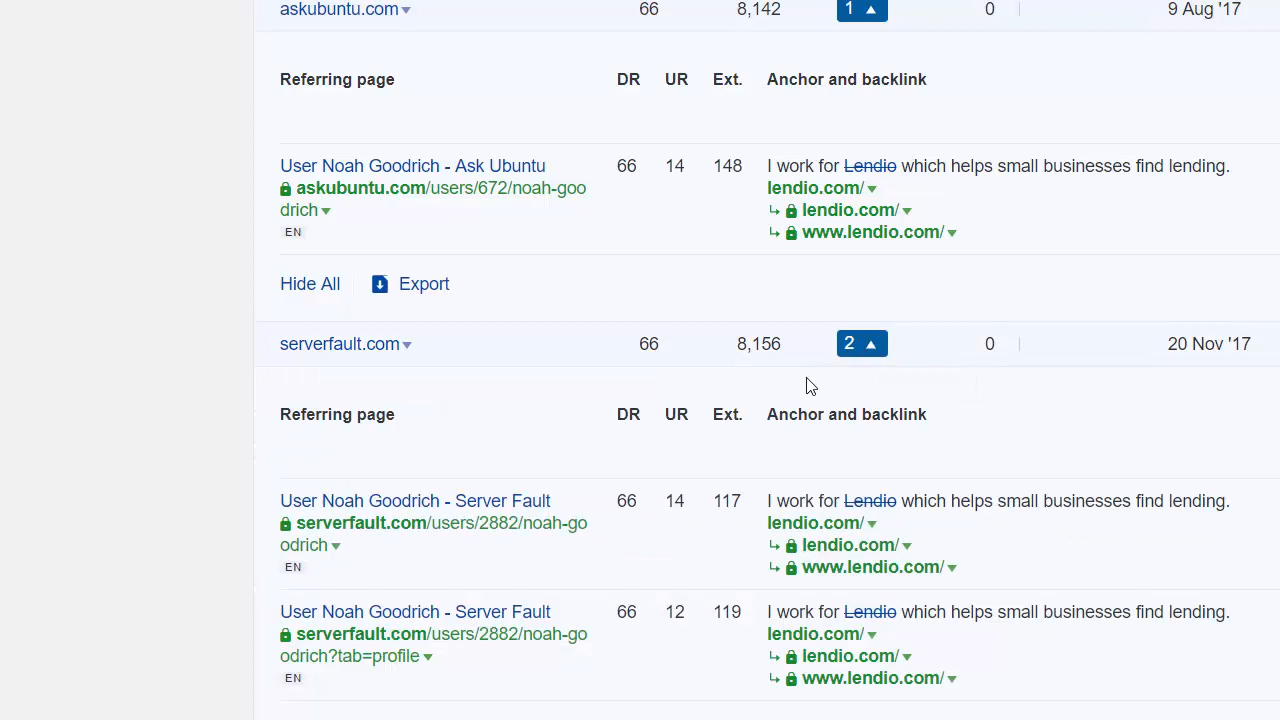 askubuntu.com 66 8,142 1 0 9 Aug '17
Referring page DR UR Ext. Anchor and backlink
User Noah Goodrich - Ask Ubuntu 66 14 148 I work for Lendio which helps small businesses find lending.
askubuntu.com/users/672/noah-goo lendio.com/
drich lendio.com/
EN www.lendio.com/
Hide All Export
serverfault.com 66 8,156 2 0 20 Nov '17
Referring page DR UR Ext. Anchor and backlink
User Noah Goodrich - Server Fault 66 14 117 I work for Lendio which helps small businesses find lending.
serverfault.com/users/2882/noah-go lendio.com/
odrich lendio.com/
EN www.lendio.com/
User Noah Goodrich - Server Fault 66 12 119 I work for Lendio which helps small businesses find lending.
serverfault.com/users/2882/noah-go lendio.com/
odrich?tab=profile lendio.com/
EN www.lendio.com/